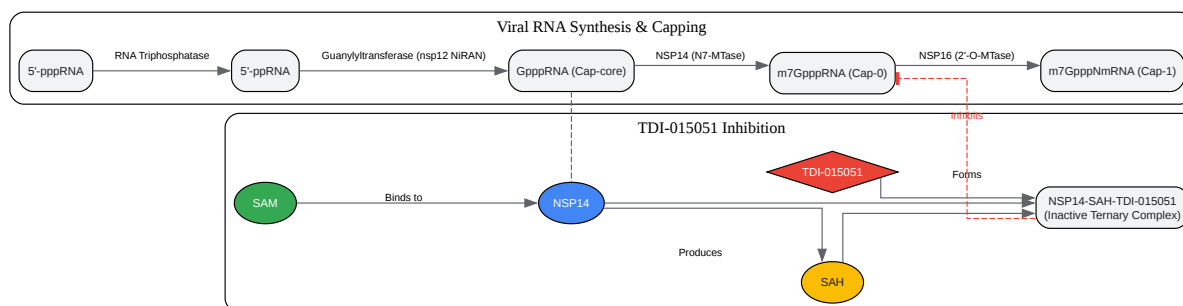 Viral RNA Synthesis & Capping
5'-pppRNA
RNA Triphosphatase
5'-ppRNA
Guanylyltransferase (nsp12 NiRAN)
GpppRNA (Cap-core)
NSP14 (N7-MTase)
m7GpppRNA (Cap-0)
NSP16 (2'-O-MTase)
m7GpppNmRNA (Cap-1)
Inhibits
TDI-015051 Inhibition
TDI-015051
Forms
SAM
Binds to
NSP14
NSP14-SAH-TDI-015051
(Inactive Ternary Complex)
Produces
SAH